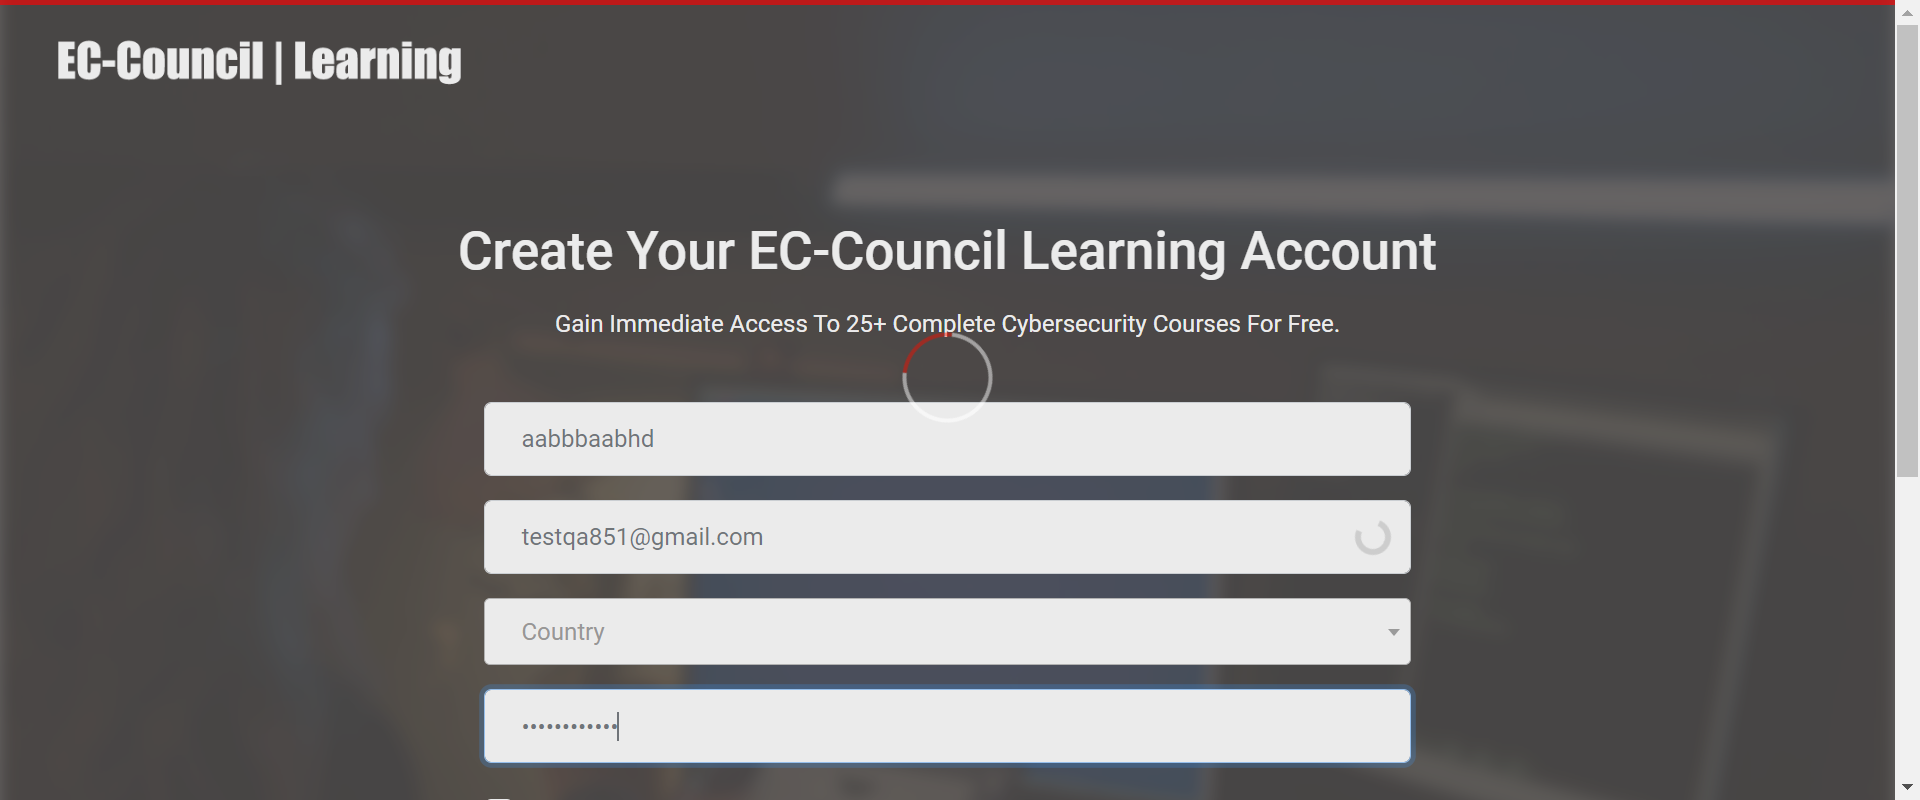 EC-Council | Learning
Create Your EC-Council Learning Account
Gain Immediate Access To 25+ Complete Cybersecurity Courses For Free.
aabbbaabhd
testqa851@gmail.com
Country
••••••••••••